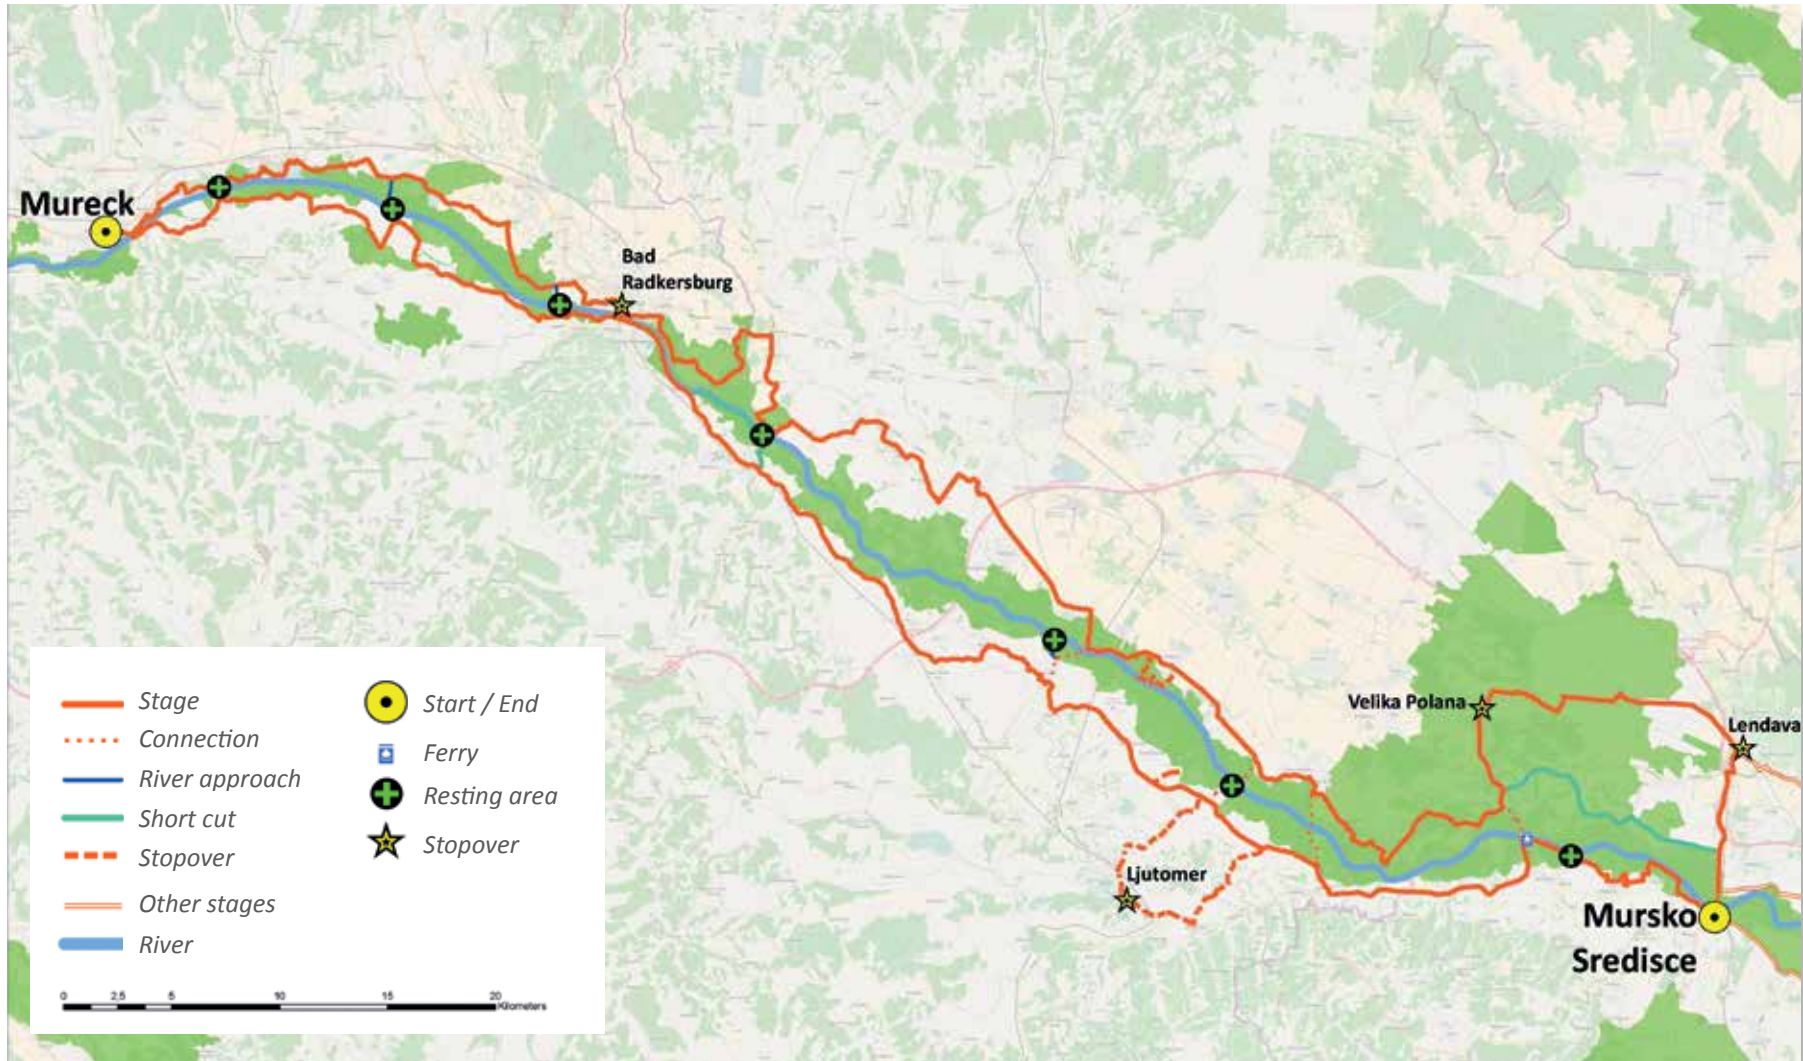 Mureck
Bad
Radkersburg
Velika Polana
Lendava
Ljutomer
Mursko
Sredisce
Stage
Connection
River approach
Short cut
Stopover
Other stages
River
Start / End
Ferry
Resting area
Stopover
0 2,5 5 10 15 20
Kilometers